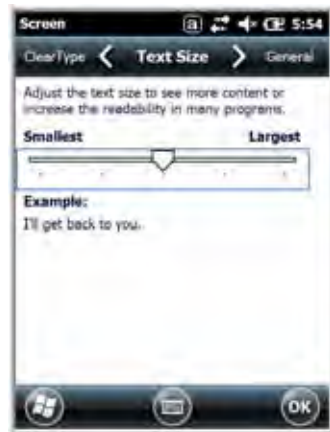 Screen 5:54
ClearType Text Size General
Adjust the text size to see more content or
increase the readability in many programs.
Smallest Largest
Example:
I'll get back to you.
OK